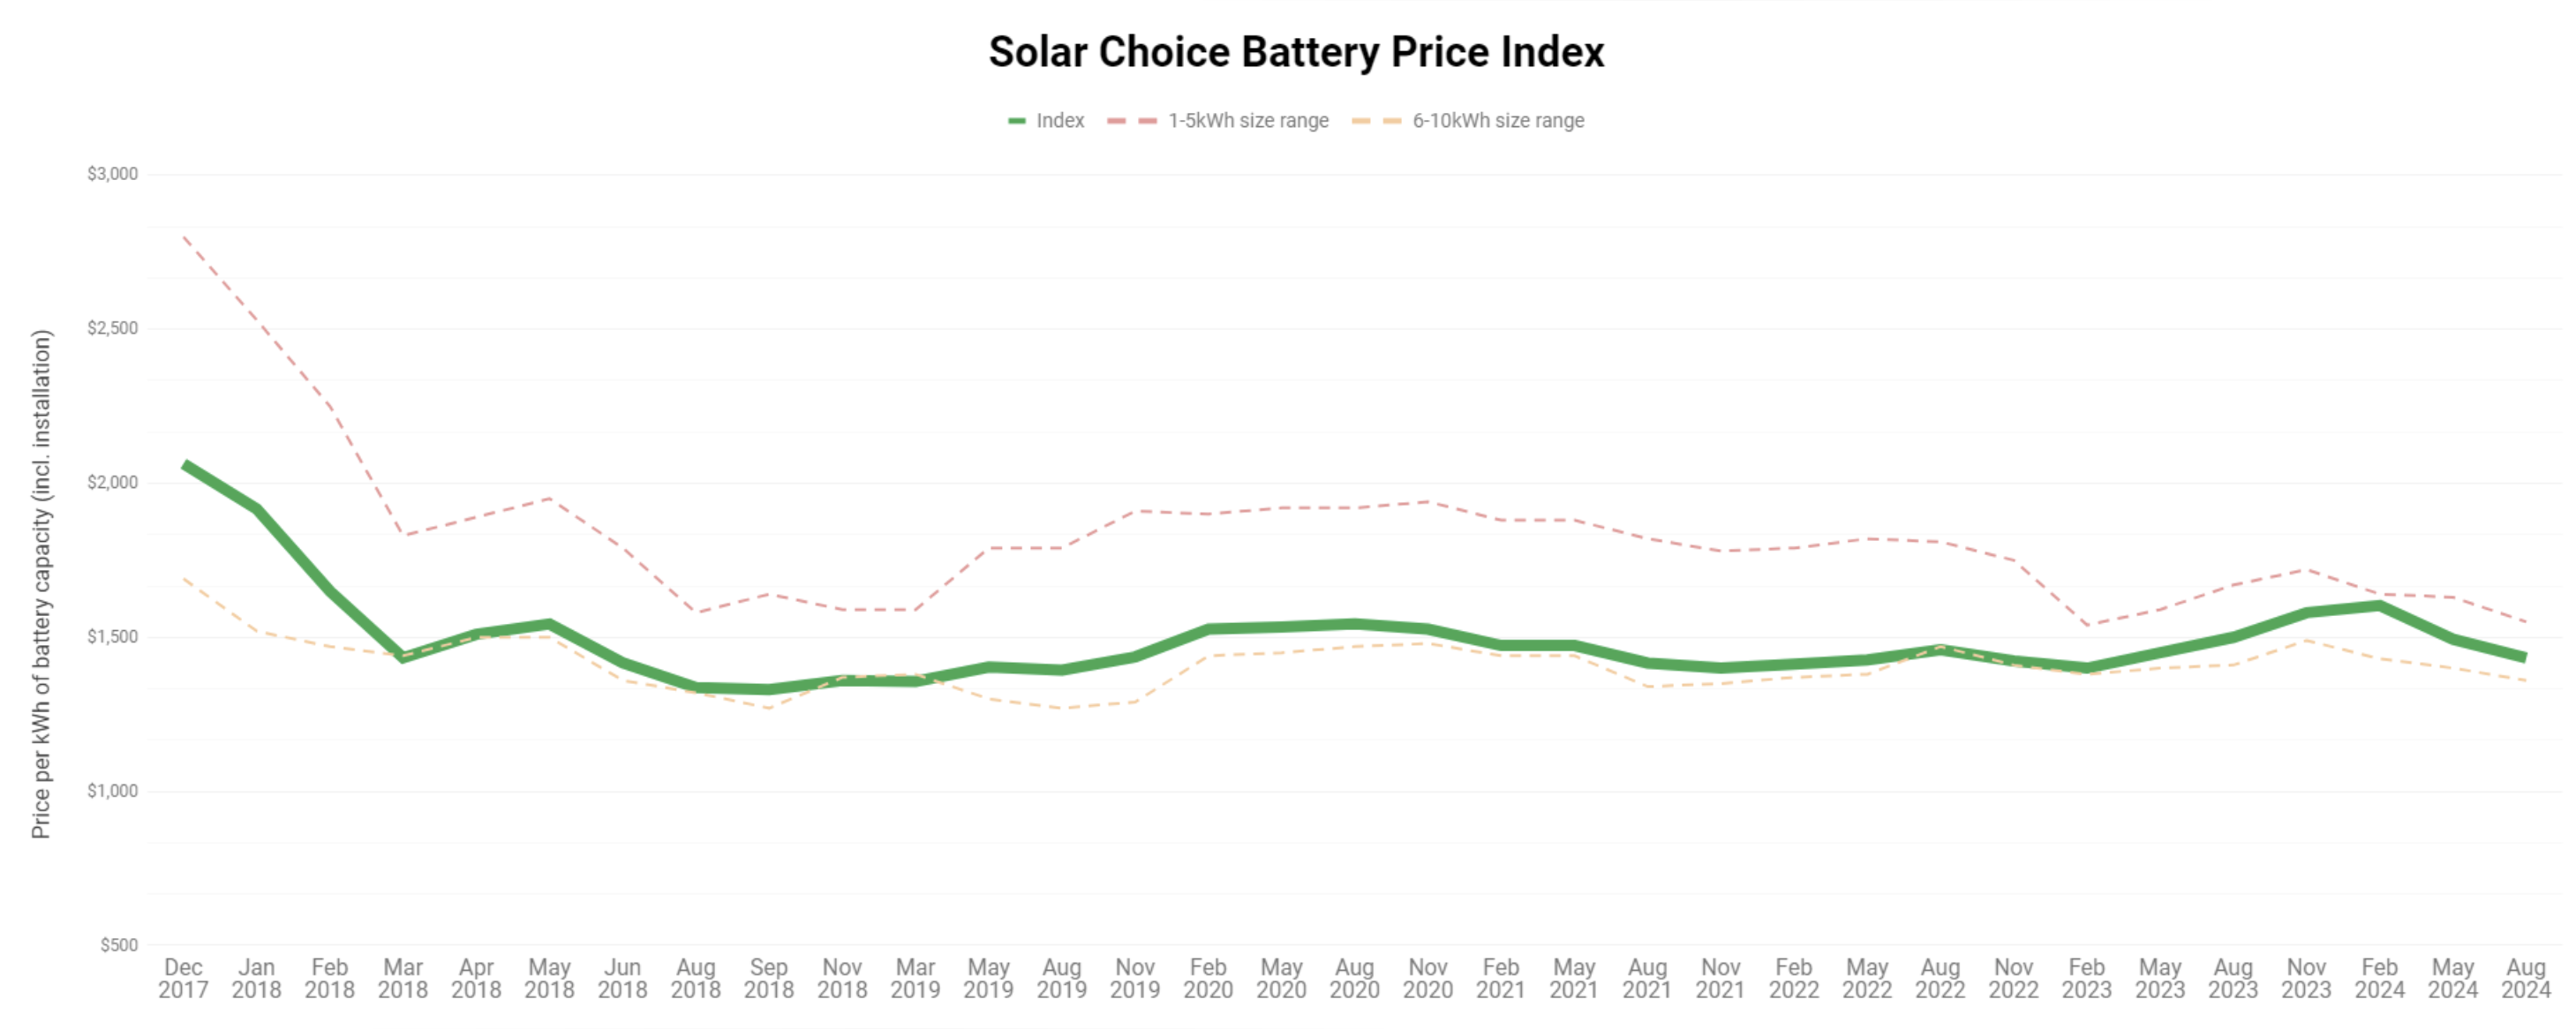 Solar Choice Battery Price Index
Index
1-5kWh size range
6-10kWh size range
Price per kWh of battery capacity (incl. installation)
$3,000
$2,500
$2,000
$1,500
$1,000
$500
Dec 2017
Jan 2018
Feb 2018
Mar 2018
Apr 2018
May 2018
Jun 2018
Aug 2018
Sep 2018
Nov 2018
Mar 2019
May 2019
Aug 2019
Nov 2019
Feb 2020
May 2020
Aug 2020
Nov 2020
Feb 2021
May 2021
Aug 2021
Nov 2021
Feb 2022
May 2022
Aug 2022
Nov 2022
Feb 2023
May 2023
Aug 2023
Nov 2023
Feb 2024
May 2024
Aug 2024